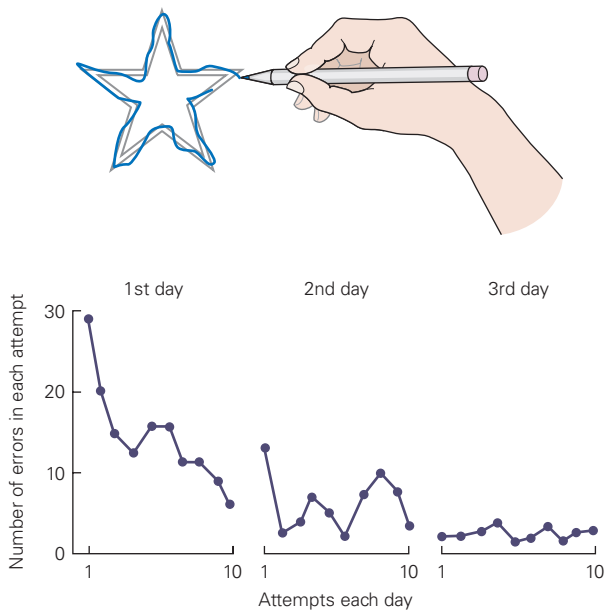 1st day
2nd day
3rd day
Number of errors in each attempt
30
20
10
0
1
10
1
10
1
10
Attempts each day